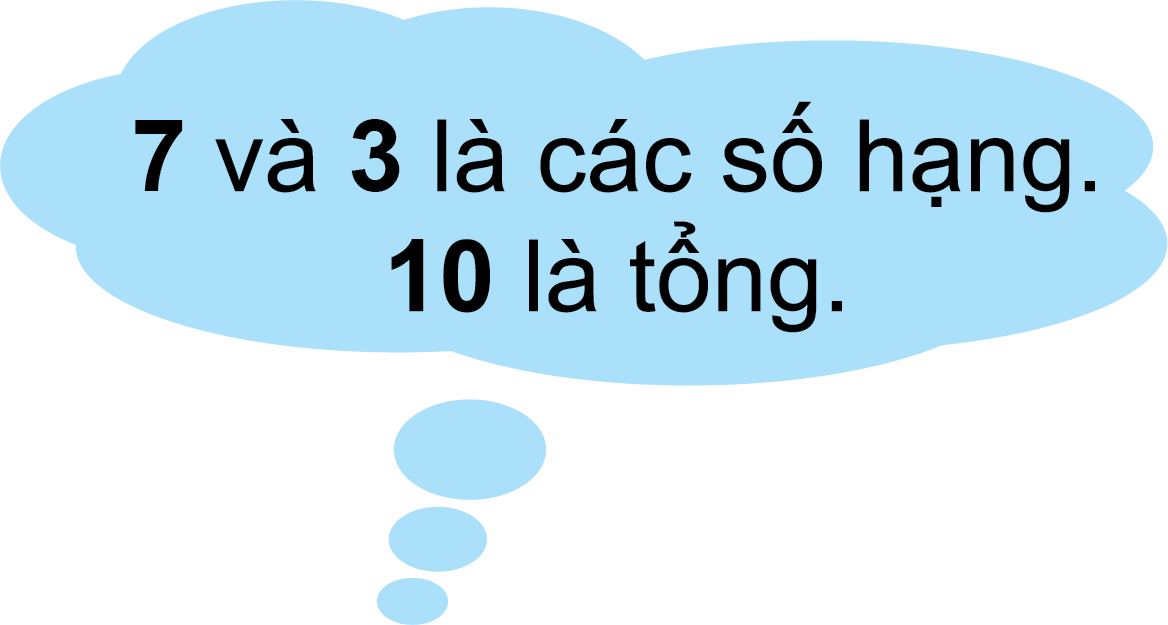 7 và 3 là các số hạng.
10 là tổng.